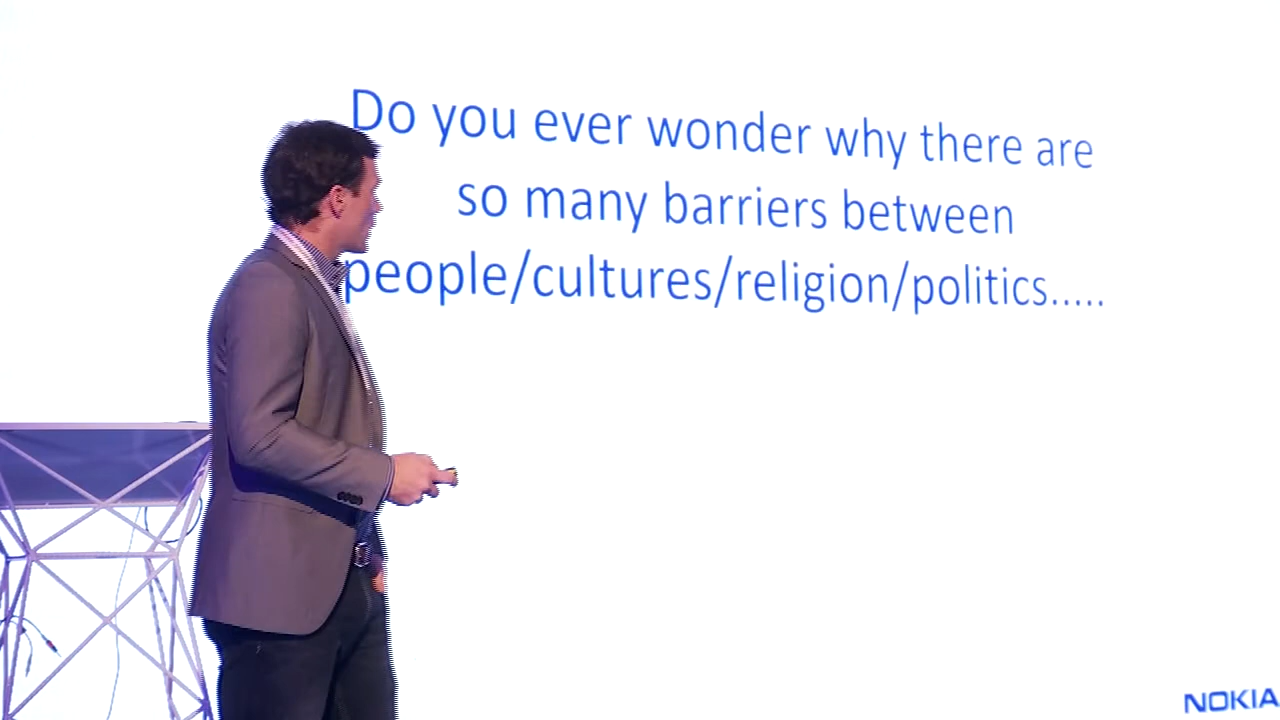 Do you ever wonder why there are
so many barriers between
people/cultures/religion/politics.....
NOKIA